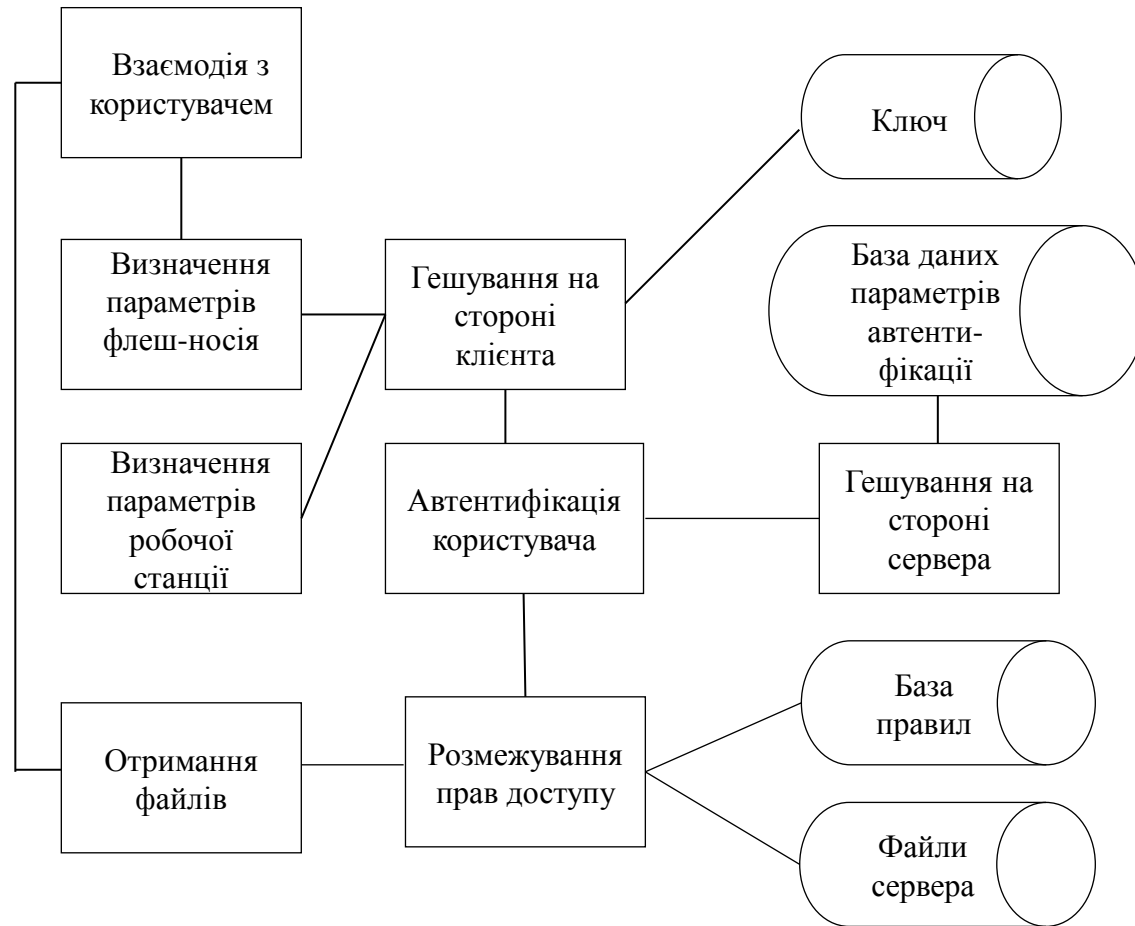 Взаємодія з
користувачем
Ключ
Визначення
параметрів
флеш-носія
Гешування на
стороні
клієнта
База даних
параметрів
автенти-
фікації
Визначення
параметрів
робочої
станції
Автентифікація
користувача
Гешування на
стороні
сервера
База
правил
Отримання
файлів
Розмежування
прав доступу
Файли
сервера